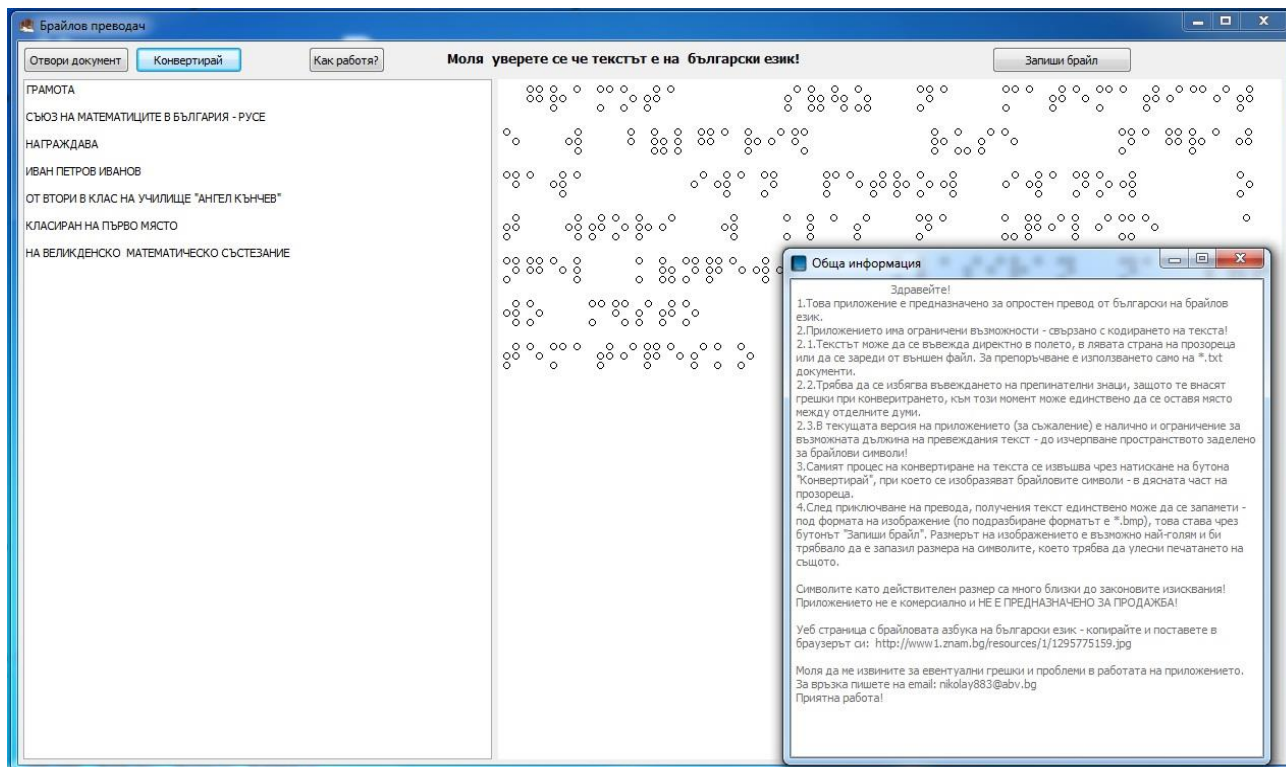 Брайлов преводач
Отвори документ Конвертирай Как работя? Моля уверете се че текстът е на български език! Запиши брайл
ГРАМОТА
СЪЮЗ НА МАТЕМАТИЦИТЕ В БЪЛГАРИЯ - РУСЕ
НАГРАЖДАВА
ИВАН ПЕТРОВ ИВАНОВ
ОТ ВТОРИ В КЛАС НА УЧИЛИЩЕ "АНГЕЛ КЪНЧЕВ"
КЛАСИРАН НА ПЪРВО МЯСТО
НА ВЕЛИКДЕНСКО МАТЕМАТИЧЕСКО СЪСТЕЗАНИЕ
Обща информация
Здравейте!
1.Това приложение е предназначено за опростен превод от български на брайлов
език.
2.Приложението има ограничени възможности - свързано с кодирането на текста!
2.1.Текстът може да се въвежда директно в полето, в лявата страна на прозореца
или да се зареди от външен файл. За препоръчване е използването само на *.txt
документи.
2.2.Трябва да се избягва въвеждането на препинателни знаци, защото те внасят
грешки при конверитрането, към този момент може единствено да се оставя място
между отделните думи.
2.3.В текущата версия на приложението (за съжаление) е налично и ограничение за
възможната дължина на превеждания текст - до изчерпване пространството заделено
за брайлови символи!
3.Самият процес на конвертиране на текста се извъшва чрез натискане на бутона
"Конвертирай", при което се изобразяват брайловите символи - в дясната част на
прозореца.
4.След приключване на превода, получения текст единствено може да се запамети -
под формата на изображение (по подразбиране форматът е *.bmp), това става чрез
бутонът "Запиши брайл". Размерът на изображението е възможно най-голям и би
трябвало да е запазил размера на символите, което трябва да улесни печатането на
същото.
Символите като действителен размер са много близки до законовите изисквания!
Приложението не е комерсиално и НЕ Е ПРЕДНАЗНАЧЕНО ЗА ПРОДАЖБА!
Уеб страница с брайловата азбука на български език - копирайте и поставете в
браузерът си: http://www1.znam.bg/resources/1/1295775159.jpg
Моля да ме извините за евентуални грешки и проблеми в работата на приложението.
За връзка пишете на email: nikolay883@abv.bg
Приятна работа!